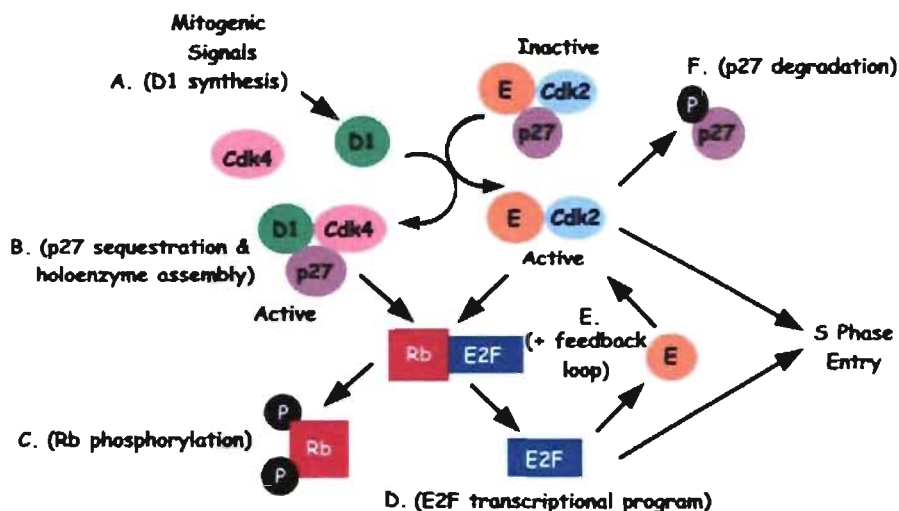 Mitogenic
Signals
A. (D1 synthesis)
Inactive
E
Cdk2
p27
F. (p27 degradation)
P
p27
Cdk4
D1
D1
Cdk4
p27
B. (p27 sequestration &
holoenzyme assembly)
Active
E
Cdk2
Active
E.
(+ feedback
loop)
E
S Phase
Entry
Rb
E2F
C. (Rb phosphorylation)
P
Rb
P
E2F
D. (E2F transcriptional program)